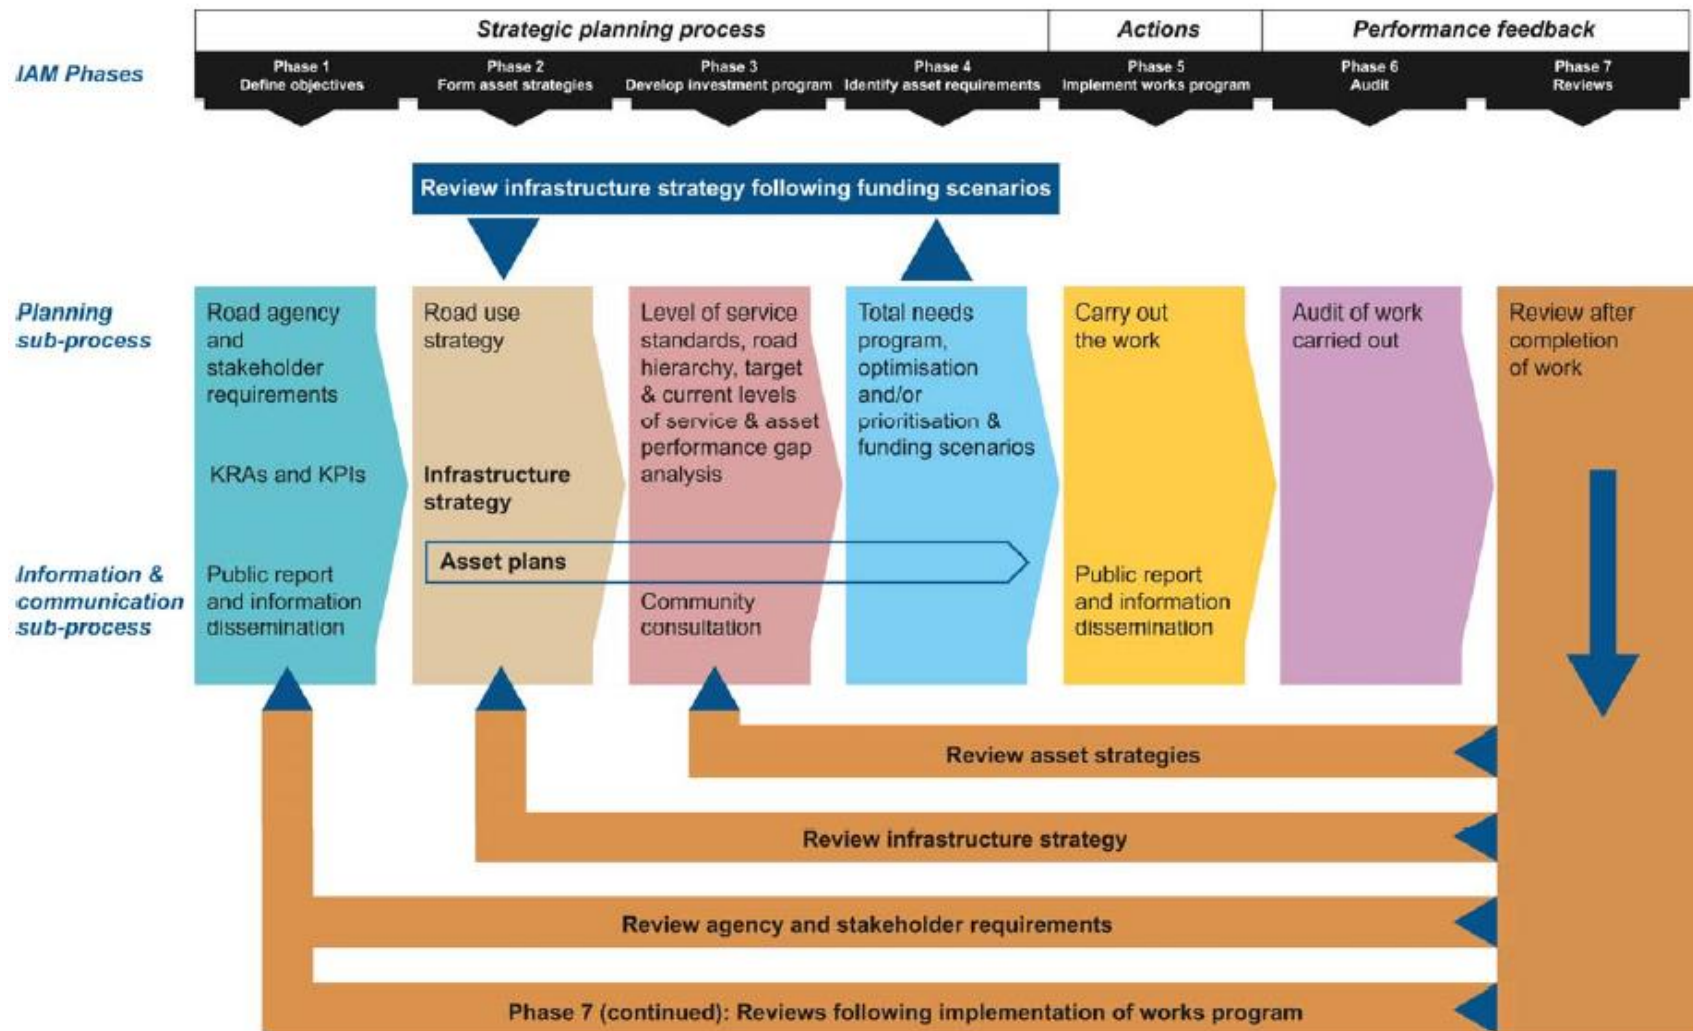 Strategic planning process
Actions
Performance feedback
IAM Phases
Phase 1
Define objectives
Phase 2
Form asset strategies
Phase 3
Develop investment program
Phase 4
Identify asset requirements
Phase 5
Implement works program
Phase 6
Audit
Phase 7
Reviews
Review infrastructure strategy following funding scenarios
Planning
sub-process
Road agency
and
stakeholder
requirements
KRAs and KPIs
Road use
strategy
Infrastructure
strategy
Level of service
standards, road
hierarchy, target
& current levels
of service & asset
performance gap
analysis
Total needs
program,
optimisation
and/or
prioritisation &
funding scenarios
Carry out
the work
Audit of work
carried out
Review after
completion
of work
Asset plans
Information &
communication
sub-process
Public report
and information
dissemination
Community
consultation
Public report
and information
dissemination
Review asset strategies
Review infrastructure strategy
Review agency and stakeholder requirements
Phase 7 (continued): Reviews following implementation of works program